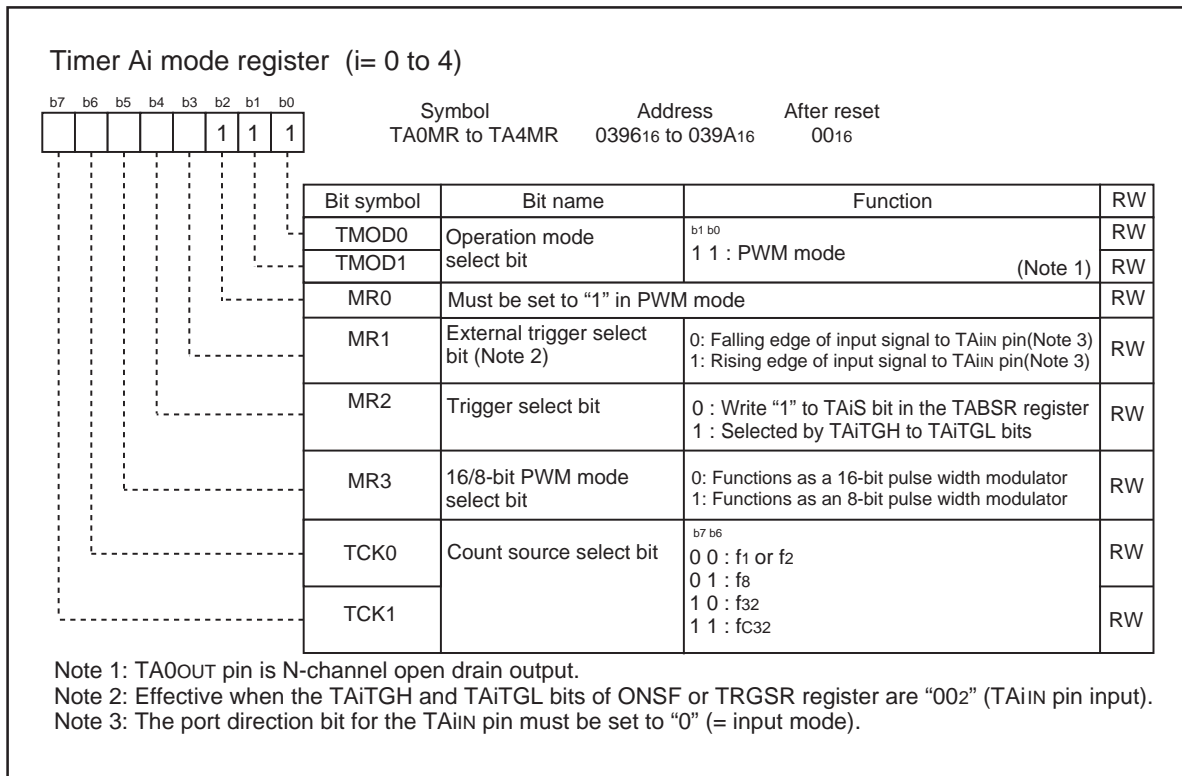 Timer Ai mode register (i= 0 to 4)
b7 b6 b5 b4 b3 b2 b1 b0
1 1 1
Symbol Address After reset
TA0MR to TA4MR 039616 to 039A16 0016
Bit symbol Bit name Function RW
TMOD0 Operation mode select bit b1 b0 RW
TMOD1 1 1 : PWM mode (Note 1) RW
MR0 Must be set to “1” in PWM mode RW
MR1 External trigger select bit (Note 2) RW
0: Falling edge of input signal to TAiIN pin(Note 3)
1: Rising edge of input signal to TAiIN pin(Note 3)
MR2 Trigger select bit RW
0 : Write “1” to TAiS bit in the TABSR register
1 : Selected by TAiTGH to TAiTGL bits
MR3 16/8-bit PWM mode select bit RW
0: Functions as a 16-bit pulse width modulator
1: Functions as an 8-bit pulse width modulator
TCK0 Count source select bit RW
b7 b6
0 0 : f1 or f2
0 1 : f8
TCK1 RW
1 0 : f32
1 1 : fC32
Note 1: TA0OUT pin is N-channel open drain output.
Note 2: Effective when the TAiTGH and TAiTGL bits of ONSF or TRGSR register are “002” (TAiIN pin input).
Note 3: The port direction bit for the TAiIN pin must be set to “0” (= input mode).